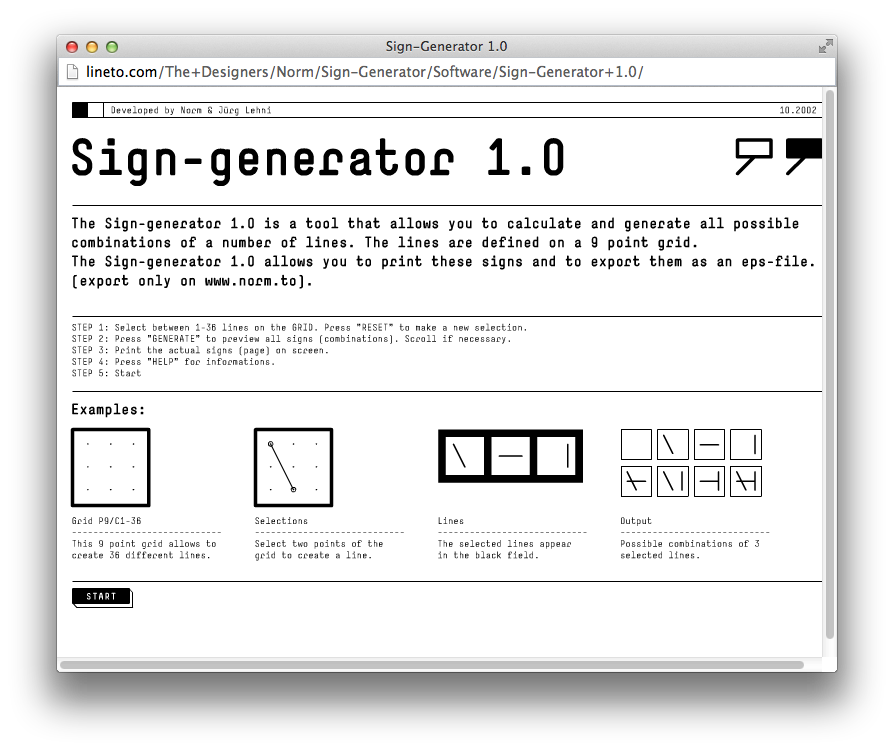 Sign-Generator 1.0
lineto.com/The+Designers/Norm/Sign-Generator/Software/Sign-Generator+1.0/
Developed by Norm & Jürg Lehni
10.2002
Sign-generator 1.0
The Sign-generator 1.0 is a tool that allows you to calculate and generate all possible
combinations of a number of lines. The lines are defined on a 9 point grid.
The Sign-generator 1.0 allows you to print these signs and to export them as an eps-file.
(export only on www.norm.to).
STEP 1: Select between 1-36 lines on the GRID. Press "RESET" to make a new selection.
STEP 2: Press "GENERATE" to preview all signs (combinations). Scroll if necessary.
STEP 3: Print the actual signs (page) on screen.
STEP 4: Press "HELP" for informations.
STEP 5: Start
Examples:
Grid P9/C1-36
This 9 point grid allows to
create 36 different lines.
Selections
Select two points of the
grid to create a line.
Lines
The selected lines appear
in the black field.
Output
Possible combinations of 3
selected lines.
START